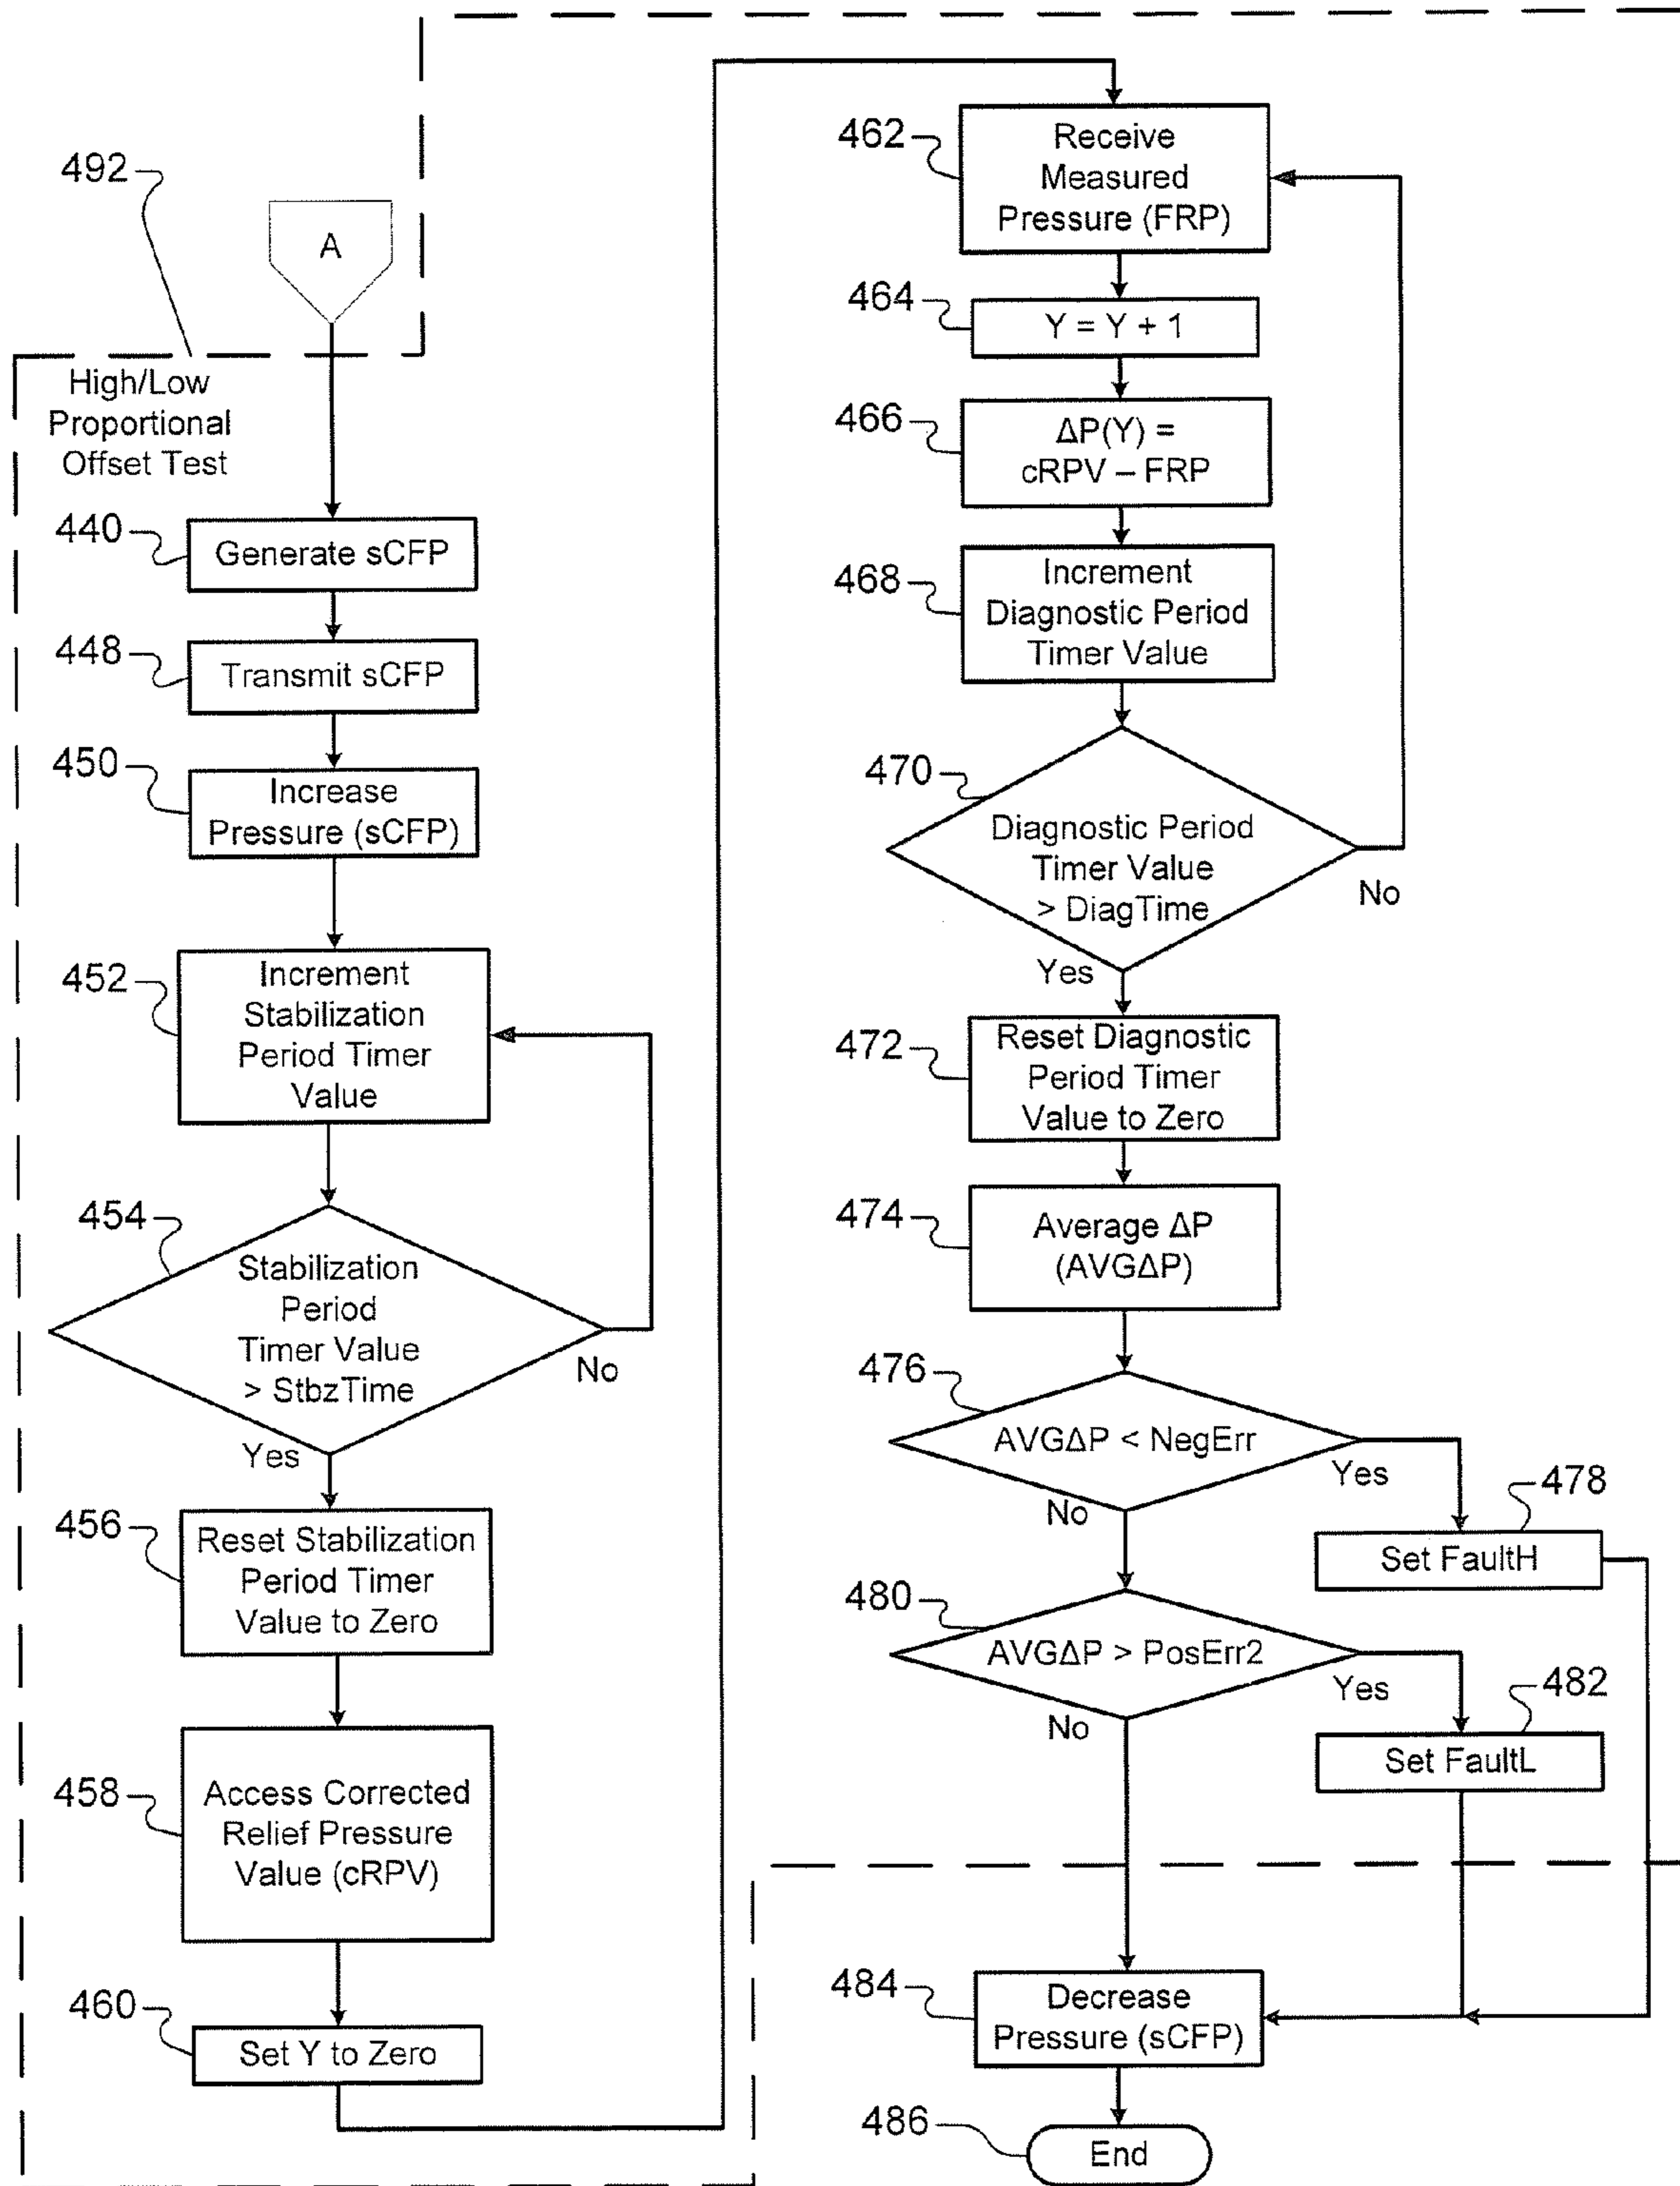 492
A
High/Low
Proportional
Offset Test
440
Generate sCFP
448
Transmit sCFP
450
Increase
Pressure (sCFP)
452
Increment
Stabilization
Period Timer
Value
454
Stabilization
Period
Timer Value
> StbzTime
No
Yes
456
Reset Stabilization
Period Timer
Value to Zero
458
Access Corrected
Relief Pressure
Value (cRPV)
460
Set Y to Zero
462
Receive
Measured
Pressure (FRP)
464
Y = Y + 1
466
ΔP(Y) =
cRPV – FRP
468
Increment
Diagnostic Period
Timer Value
470
Diagnostic Period
Timer Value
> DiagTime
No
Yes
472
Reset Diagnostic
Period Timer
Value to Zero
474
Average ΔP
(AVGΔP)
476
AVGΔP < NegErr
Yes
No
478
Set FaultH
480
AVGΔP > PosErr2
Yes
No
482
Set FaultL
484
Decrease
Pressure (sCFP)
486
End